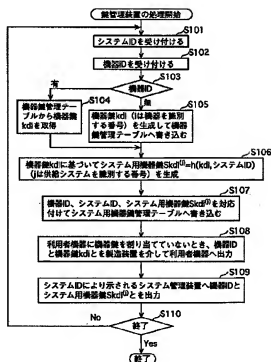 鍵管理装置の処理開始
S101
システムIDを受け付ける
S102
機器IDを受け付ける
S103
有
機器ID
S104
無
S105
機器鍵管理テー
ブルから機器鍵
kdiを取得
機器鍵kdi (iは機器を識別
する番号) を生成して機器
鍵管理テーブルへ書き込む
S106
機器鍵kdiに基づいてシステム用機器鍵Skdi(j)=h(kdi,システムID)
(jは供給システムを識別する番号) を生成
S107
機器ID、システムID、システム用機器鍵Skdi(j)を対応
付けてシステム用機器鍵管理テーブルへ書き込む
S108
利用者機器に機器鍵を割り当てていないとき、機器ID
と機器鍵kdiとを製造装置を介して利用者機器へ出力
S109
システムIDにより示されるシステム管理装置へ機器IDと
システム用機器鍵Skdi(j)とを出力
S110
No
終了
Yes
終了